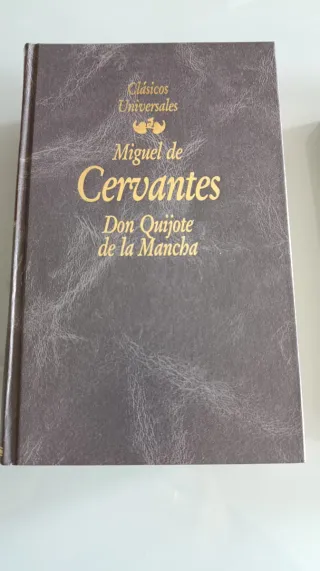 Clásicos
Universales
Miguel de
Cervantes
Don Quijote
de la Mancha